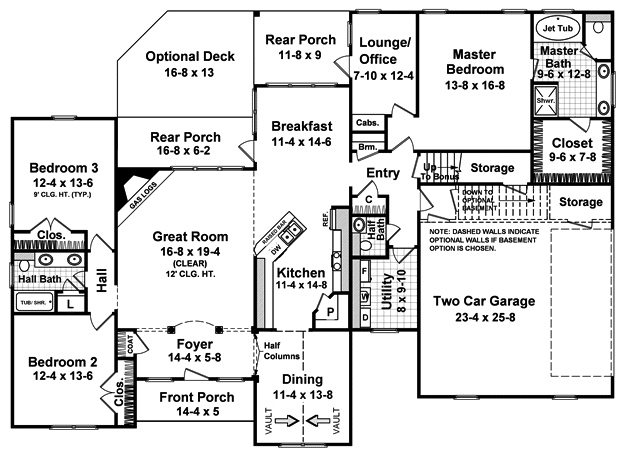 Optional Deck
16-8 x 13
Rear Porch
11-8 x 9
Lounge/
Office
7-10 x 12-4
Master
Bedroom
13-8 x 16-8
Jet Tub
Master
Bath
9-6 x 12-8
Shwr.
Closet
9-6 x 7-8
Rear Porch
16-8 x 6-2
Breakfast
11-4 x 14-6
Cabs.
Brm.
Entry
Up
To Bonus
Storage
Bedroom 3
12-4 x 13-6
9' CLG. HT. (TYP.)
GAS LOGS
C
DOWN TO
OPTIONAL
BASEMENT
Storage
Clos.
Great Room
16-8 x 19-4
(CLEAR)
12' CLG. HT.
RAISED BAR
DW
REF.
Half
Bath
NOTE: DASHED WALLS INDICATE
OPTIONAL WALLS IF BASEMENT
OPTION IS CHOSEN.
Hall Bath
Hall
TUB/ SHR.
L
Kitchen
11-4 x 14-8
P
F
W
D
Utility
8 x 9-10
Two Car Garage
23-4 x 25-8
Bedroom 2
12-4 x 13-6
Clos.
COAT
Foyer
14-4 x 5-8
Half
Columns
Front Porch
14-4 x 5
Dining
11-4 x 13-8
VAULT
VAULT